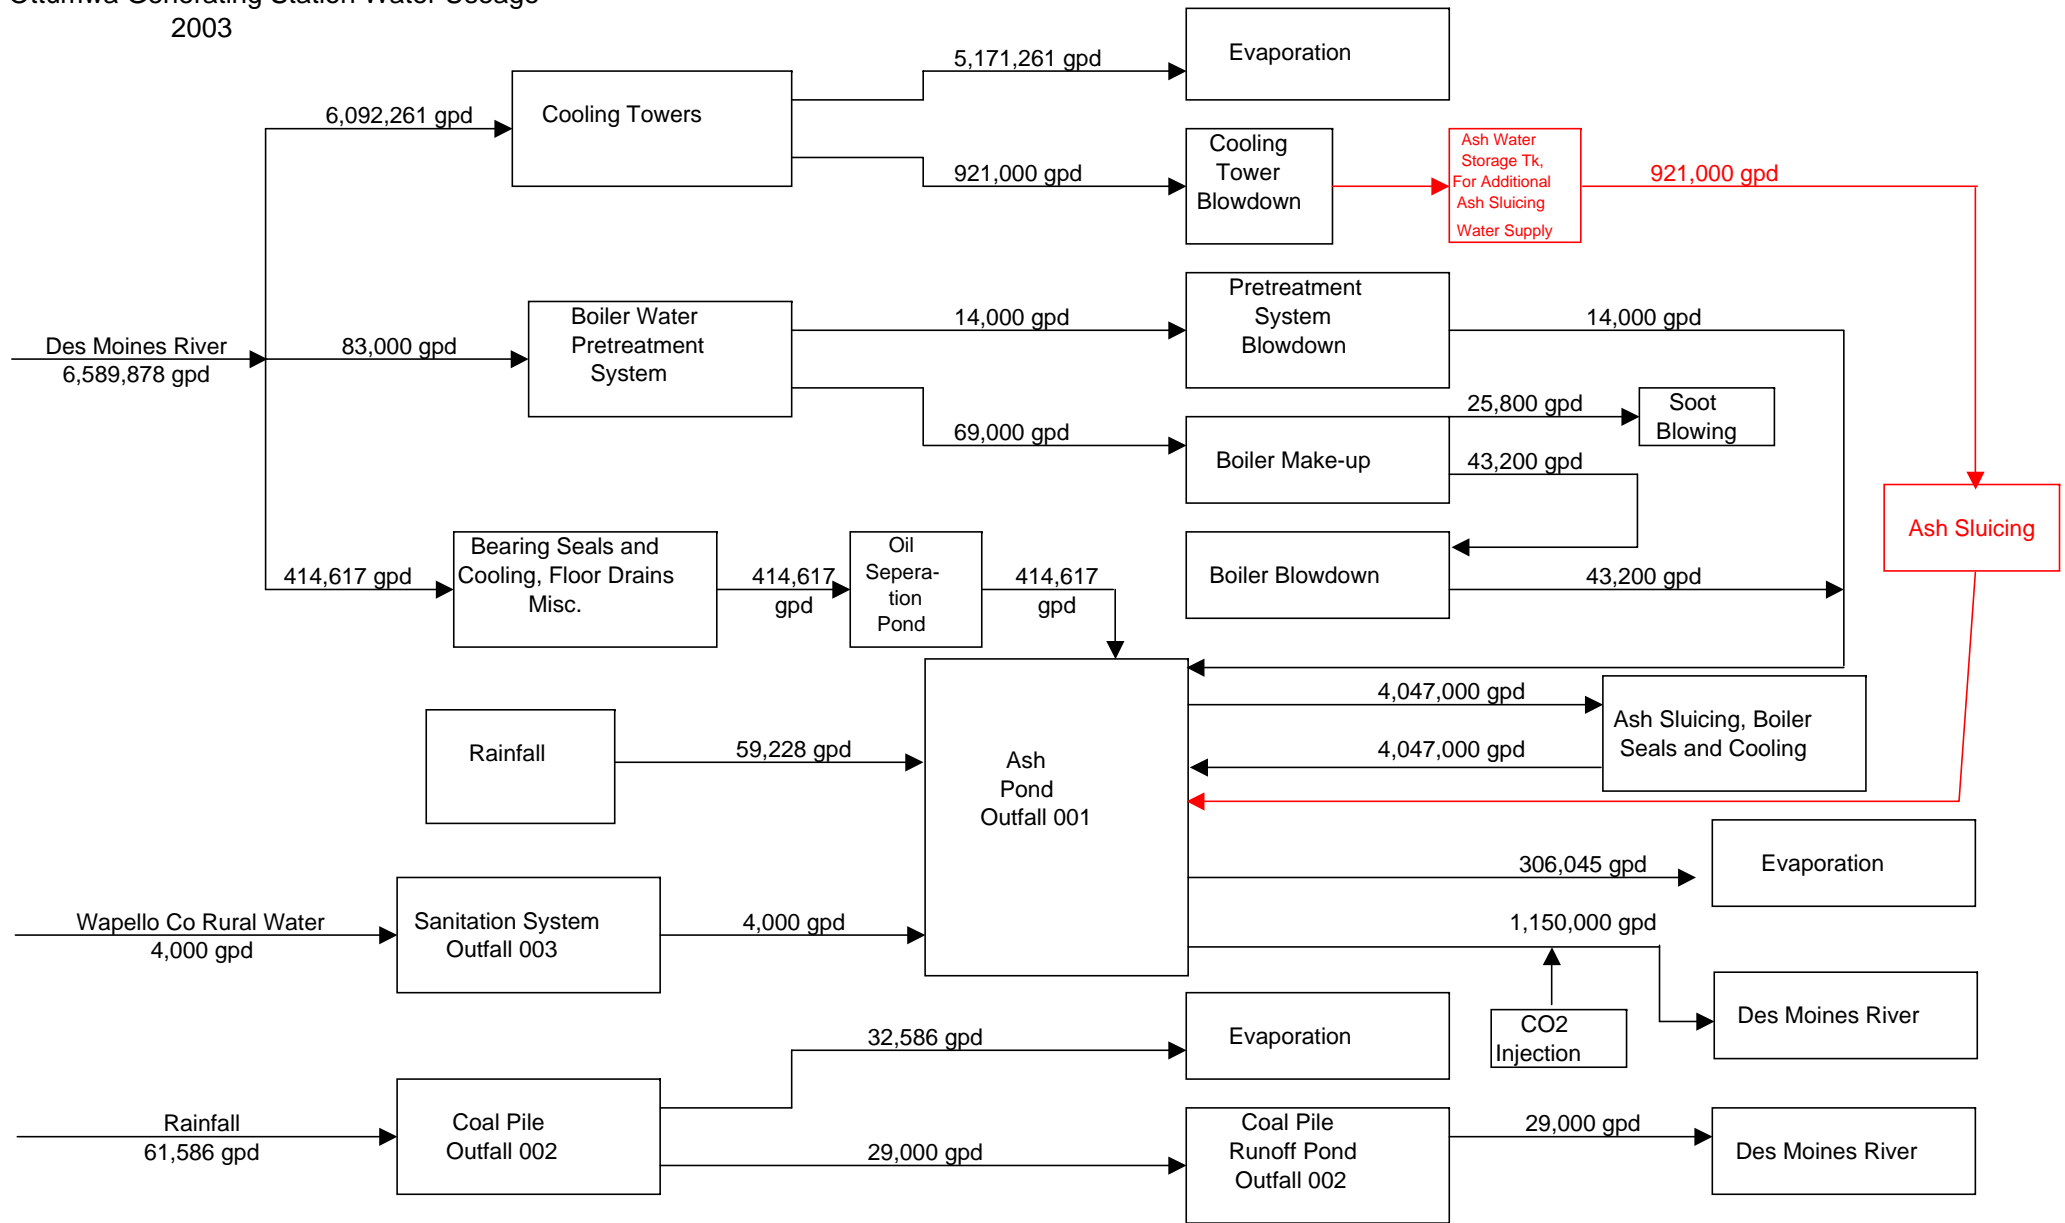 Ottumwa Generating Station Water Useage
2003
5,171,261 gpd
Evaporation
6,092,261 gpd
Cooling Towers
921,000 gpd
Cooling
Tower
Blowdown
Ash Water
Storage Tk,
For Additional
Ash Sluicing
Water Supply
921,000 gpd
Des Moines River
6,589,878 gpd
83,000 gpd
Boiler Water
Pretreatment
System
14,000 gpd
Pretreatment
System
Blowdown
14,000 gpd
69,000 gpd
Boiler Make-up
25,800 gpd
Soot
Blowing
43,200 gpd
Ash Sluicing
414,617 gpd
Bearing Seals and
Cooling, Floor Drains
Misc.
414,617
gpd
Oil
Sepera-
tion
Pond
414,617
gpd
Boiler Blowdown
43,200 gpd
Rainfall
59,228 gpd
Ash
Pond
Outfall 001
4,047,000 gpd
4,047,000 gpd
Ash Sluicing, Boiler
Seals and Cooling
306,045 gpd
Evaporation
Wapello Co Rural Water
4,000 gpd
Sanitation System
Outfall 003
4,000 gpd
1,150,000 gpd
CO2
Injection
Des Moines River
32,586 gpd
Evaporation
Rainfall
61,586 gpd
Coal Pile
Outfall 002
29,000 gpd
Coal Pile
Runoff Pond
Outfall 002
29,000 gpd
Des Moines River